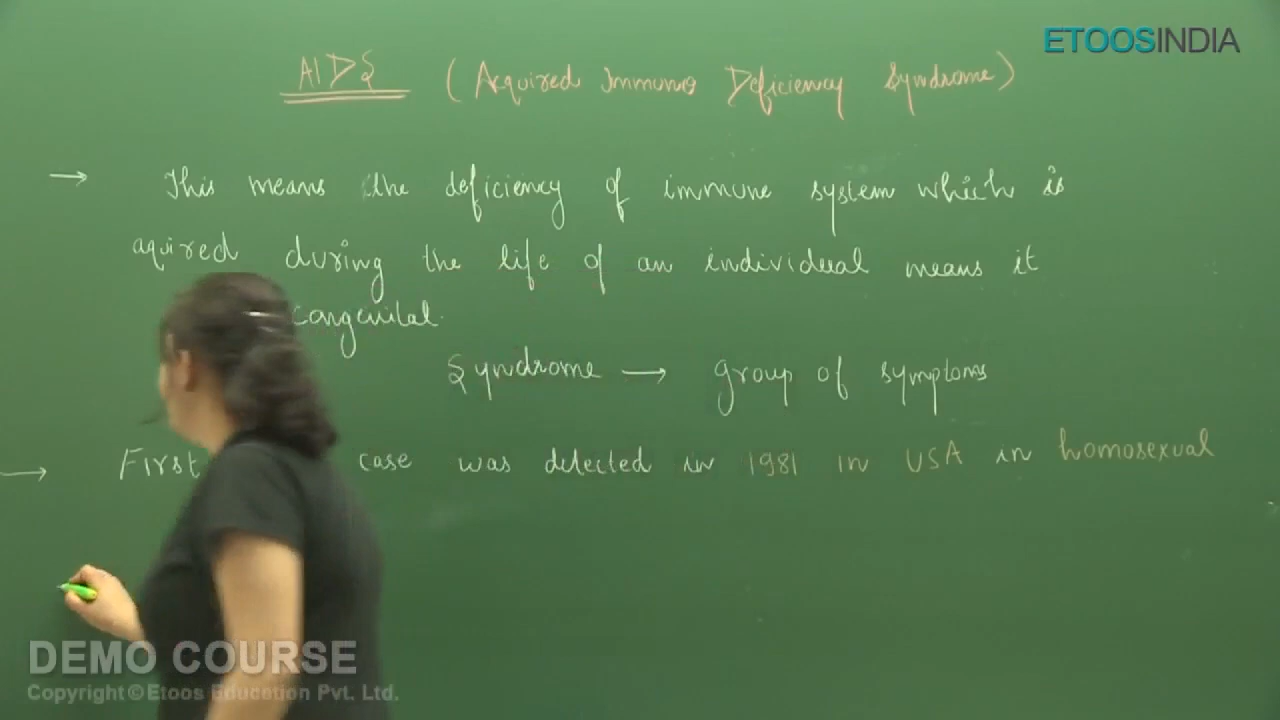 ETOOSINDIA
AIDS (Acquired Immuno Deficiency Syndrome)
→ This means the deficiency of immune system which is
aquired during the life of an individual means it
congenital.
Syndrome → group of symptoms
→ First case was detected in 1981 in USA in homosexual
DEMO COURSE
Copyright©Etoos Education Pvt. Ltd.